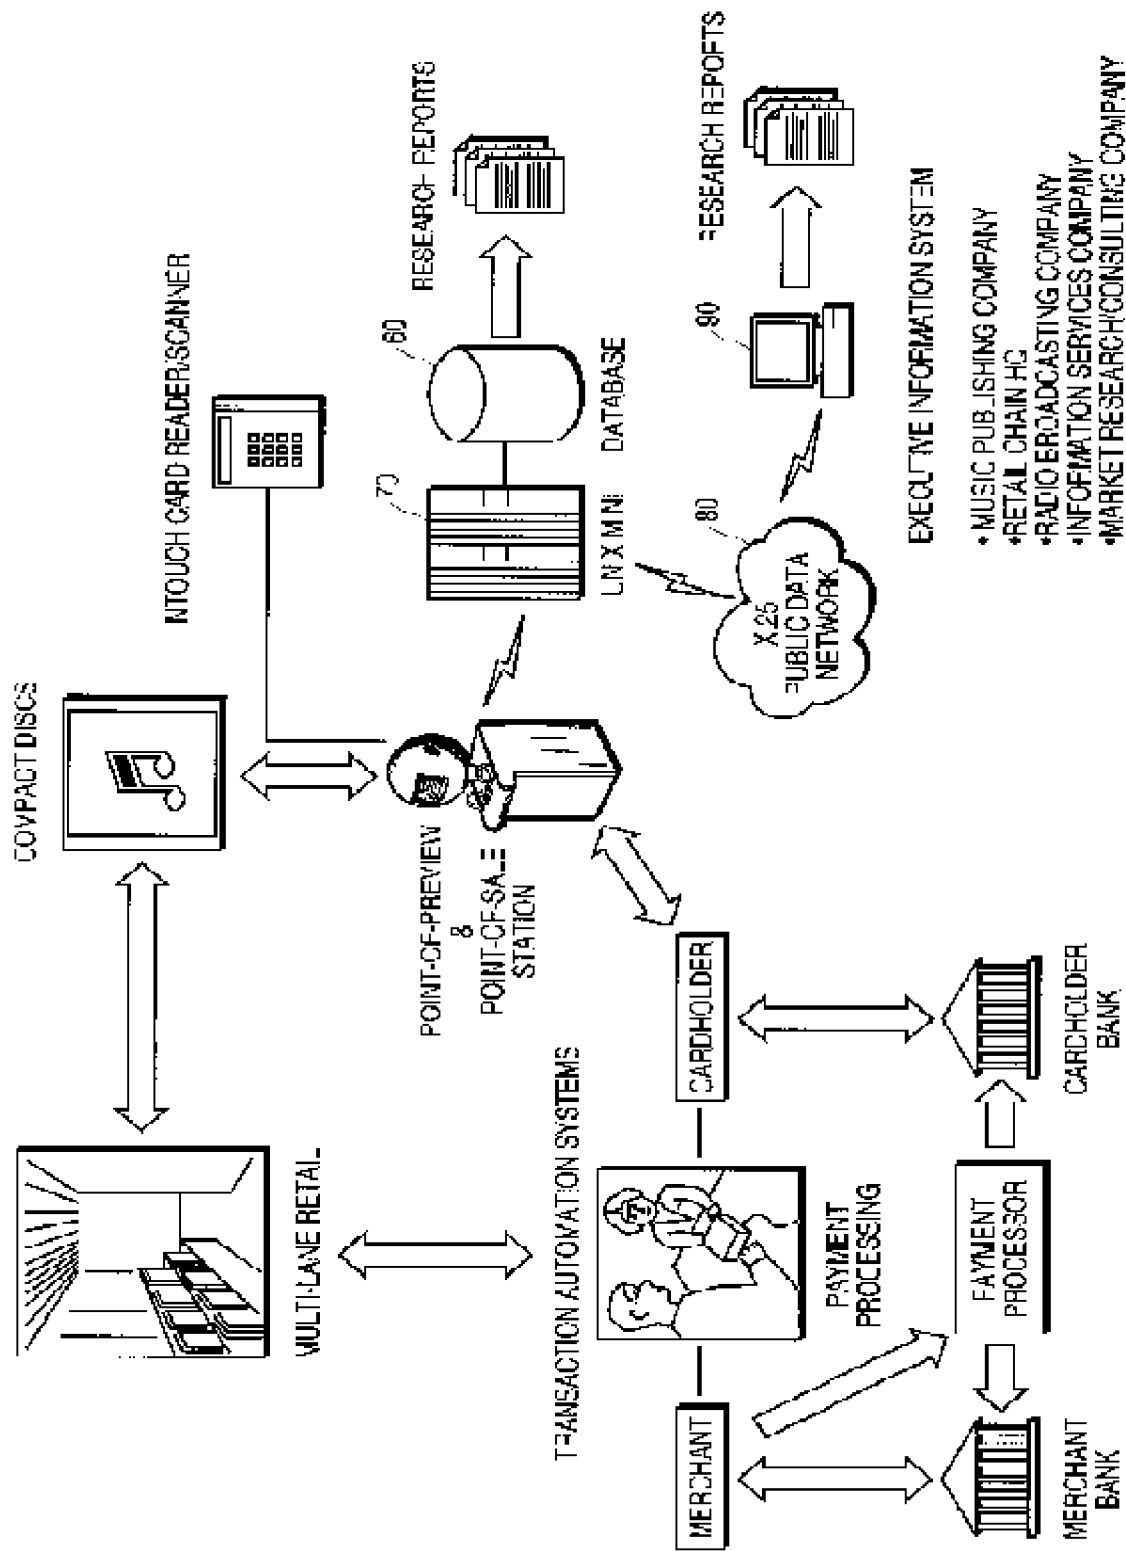 COMPACT DISCS
NTOUCH CARD READER/SCANNER
MULTI-LANE RETAIL
POINT-OF-PREVIEW
&
POINT-OF-SALE
STATION
RESEARCH REPORTS
60
70
UNIX MINI
DATABASE
TRANSACTION AUTOMATION SYSTEMS
MERCHANT
CARDHOLDER
PAYMENT
PROCESSING
80
X.25
PUBLIC DATA
NETWORK
90
RESEARCH REPORTS
EXECUTIVE INFORMATION SYSTEM
• MUSIC PUBLISHING COMPANY
•RETAIL CHAIN HQ
•RADIO BROADCASTING COMPANY
•INFORMATION SERVICES COMPANY
•MARKET RESEARCH/CONSULTING COMPANY
PAYMENT
PROCESSOR
MERCHANT
BANK
CARDHOLDER
BANK